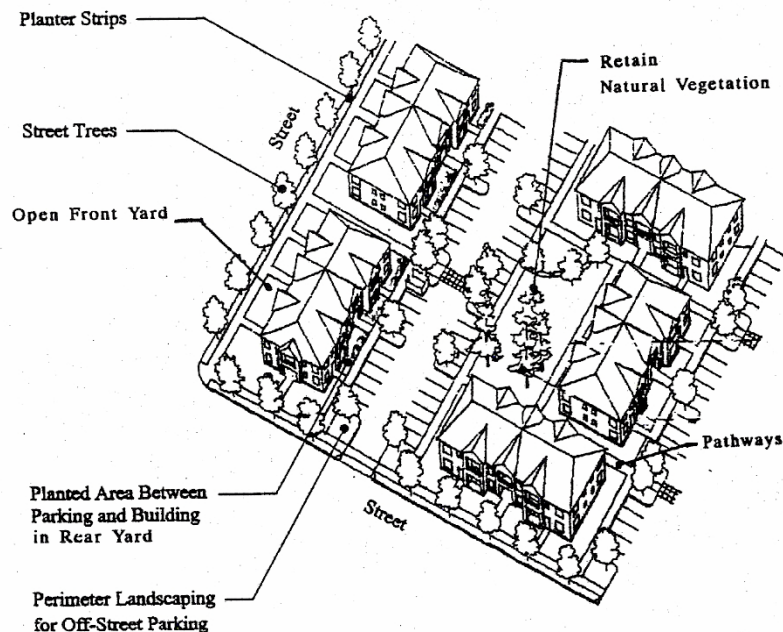 Planter Strips
Street
Street Trees
Open Front Yard
Retain
Natural Vegetation
Pathways
Planted Area Between
Parking and Building
in Rear Yard
Street
Perimeter Landscaping
for Off-Street Parking